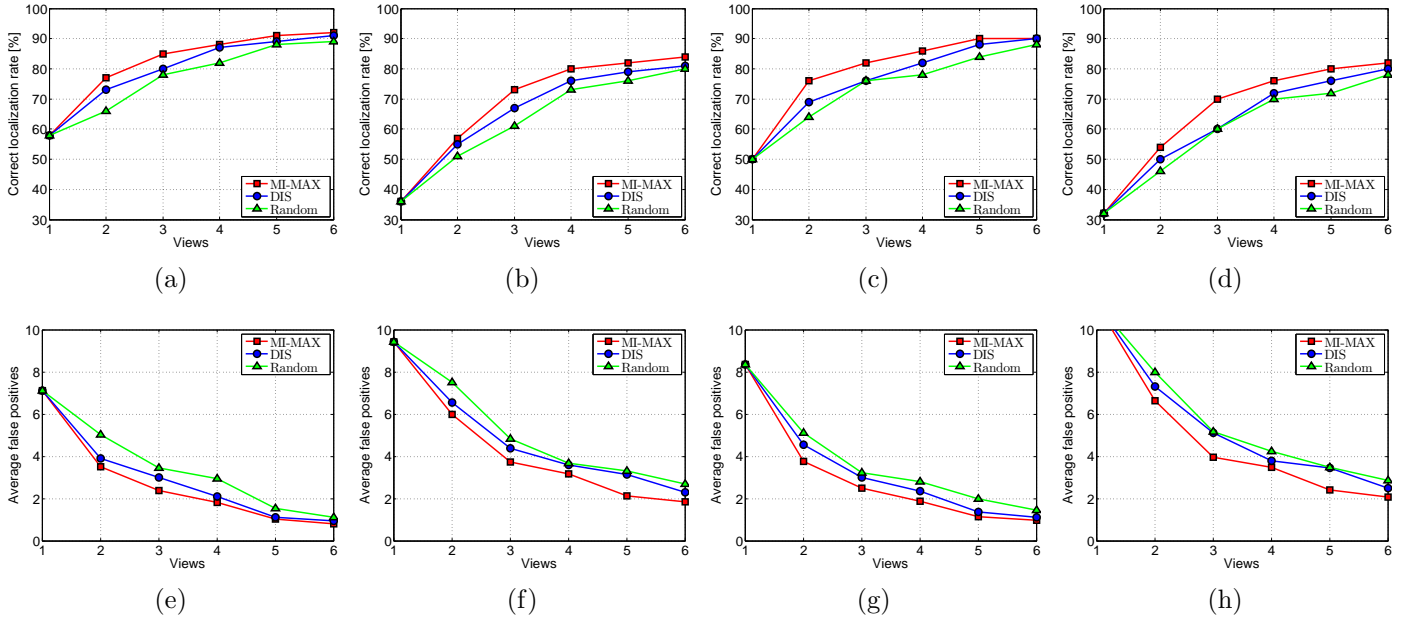 Correct localization rate [%]
100
90
80
70
60
50
40
30
1 2 3 4 5 6
Views
MI-MAX
DIS
Random
(a)
Correct localization rate [%]
100
90
80
70
60
50
40
30
1 2 3 4 5 6
Views
MI-MAX
DIS
Random
(b)
Correct localization rate [%]
100
90
80
70
60
50
40
30
1 2 3 4 5 6
Views
MI-MAX
DIS
Random
(c)
Correct localization rate [%]
100
90
80
70
60
50
40
30
1 2 3 4 5 6
Views
MI-MAX
DIS
Random
(d)
Average false positives
10
8
6
4
2
0
1 2 3 4 5 6
Views
MI-MAX
DIS
Random
(e)
Average false positives
10
8
6
4
2
0
1 2 3 4 5 6
Views
MI-MAX
DIS
Random
(f)
Average false positives
10
8
6
4
2
0
1 2 3 4 5 6
Views
MI-MAX
DIS
Random
(g)
Average false positives
10
8
6
4
2
0
1 2 3 4 5 6
Views
MI-MAX
DIS
Random
(h)